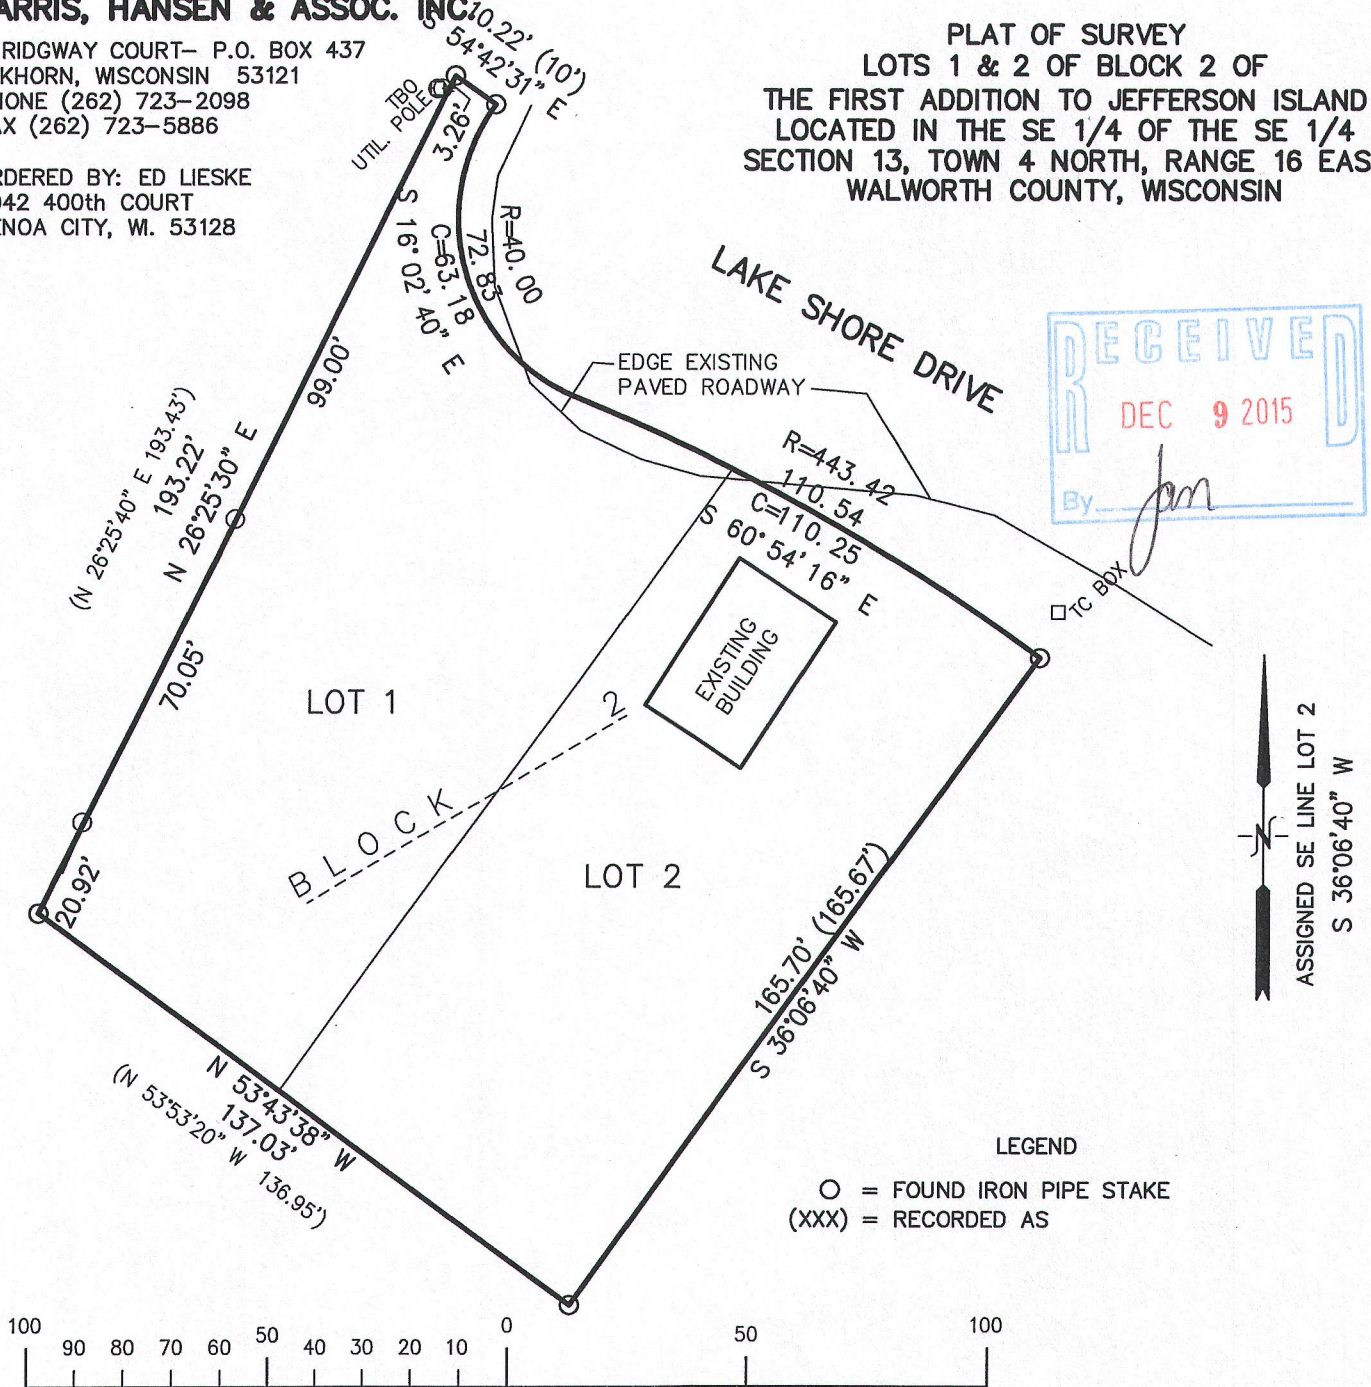 ARRIS, HANSEN & ASSOC. INC.
RIDGWAY COURT– P.O. BOX 437
KHORN, WISCONSIN 53121
HONE (262) 723–2098
AX (262) 723–5886
RDERED BY: ED LIESKE
042 400th COURT
ENOA CITY, WI. 53128
PLAT OF SURVEY
LOTS 1 & 2 OF BLOCK 2 OF
THE FIRST ADDITION TO JEFFERSON ISLAND
LOCATED IN THE SE 1/4 OF THE SE 1/4
SECTION 13, TOWN 4 NORTH, RANGE 16 EAS
WALWORTH COUNTY, WISCONSIN
10.22' (10')
S 54°42'31" E
TBO
UTIL. POLE
3.26'
R=40.00
72.83
C=63.18
S 16°02'40" E
LAKE SHORE DRIVE
RECEIVED
DEC 9 2015
By Jan
EDGE EXISTING
PAVED ROADWAY
99.00'
(N 26°25'40" E 193.43')
193.22'
N 26°25'30" E
R=443.42
110.54
C=110.25
S 60°54'16" E
TC BOX
EXISTING
BUILDING
70.05'
LOT 1
BLOCK 2
LOT 2
20.92'
165.70' (165.67')
S 36°06'40" W
ASSIGNED SE LINE LOT 2
S 36°06'40" W
N
N 53°43'38" W
137.03'
(N 53°53'20" W 136.95')
LEGEND
O = FOUND IRON PIPE STAKE
(XXX) = RECORDED AS
100 90 80 70 60 50 40 30 20 10 0 50 100